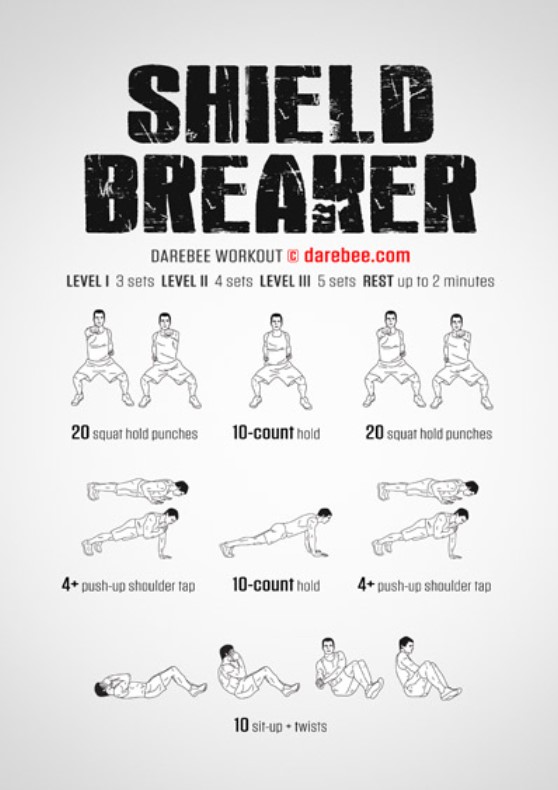 SHIELD
BREAKER
DAREBEE WORKOUT © darebee.com
LEVEL I 3 sets LEVEL II 4 sets LEVEL III 5 sets REST up to 2 minutes
20 squat hold punches 10-count hold 20 squat hold punches
4+ push-up shoulder tap 10-count hold 4+ push-up shoulder tap
10 sit-up + twists